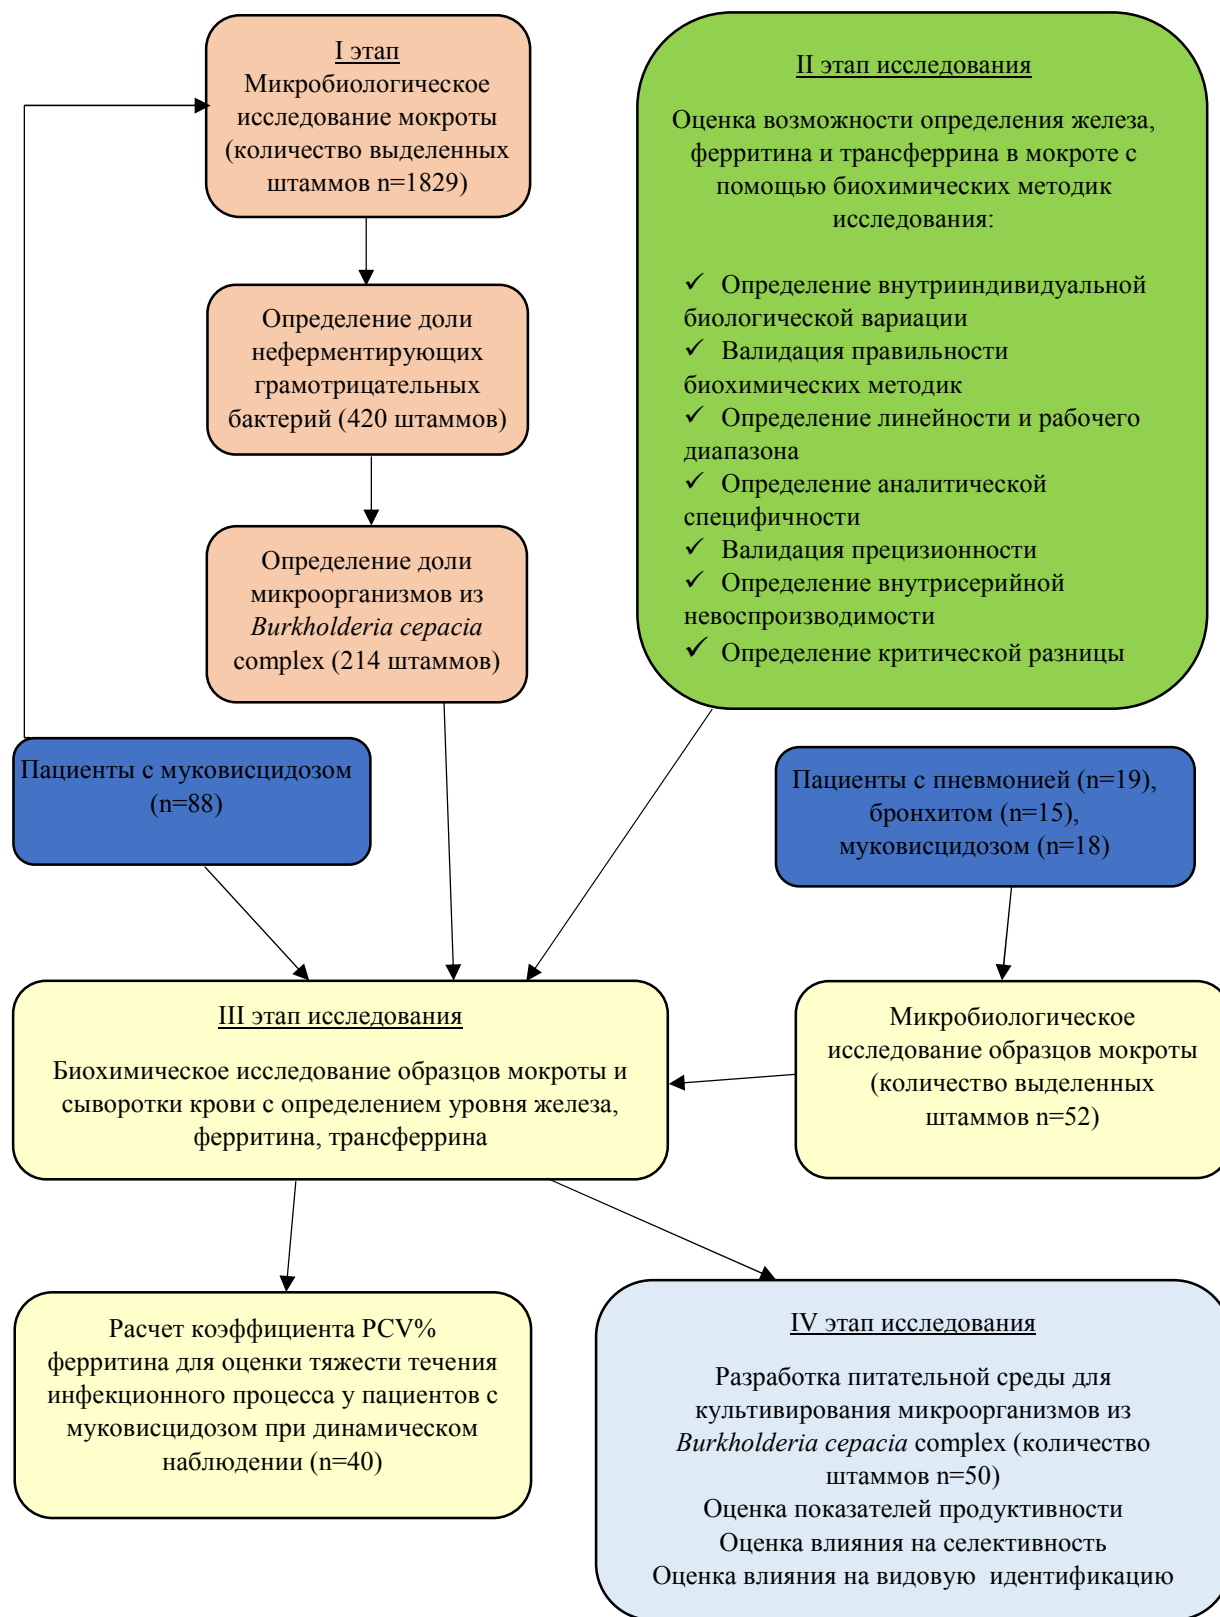 I этап
Микробиологическое
исследование мокроты
(количество выделенных
штаммов n=1829)
Определение доли
неферментирующих
грамотрицательных
бактерий (420 штаммов)
Определение доли
микроорганизмов из
Burkholderia cepacia
complex (214 штаммов)
II этап исследования
Оценка возможности определения железа,
ферритина и трансферрина в мокроте с
помощью биохимических методик
исследования:
✓ Определение внутрииндивидуальной
биологической вариации
✓ Валидация правильности
биохимических методик
✓ Определение линейности и рабочего
диапазона
✓ Определение аналитической
специфичности
✓ Валидация прецизионности
✓ Определение внутрисерийной
невоспроизводимости
✓ Определение критической разницы
Пациенты с муковисцидозом
(n=88)
Пациенты с пневмонией (n=19),
бронхитом (n=15),
муковисцидозом (n=18)
III этап исследования
Биохимическое исследование образцов мокроты и
сыворотки крови с определением уровня железа,
ферритина, трансферрина
Микробиологическое
исследование образцов мокроты
(количество выделенных
штаммов n=52)
Расчет коэффициента PCV%
ферритина для оценки тяжести течения
инфекционного процесса у пациентов с
муковисцидозом при динамическом
наблюдении (n=40)
IV этап исследования
Разработка питательной среды для
культивирования микроорганизмов из
Burkholderia cepacia complex (количество
штаммов n=50)
Оценка показателей продуктивности
Оценка влияния на селективность
Оценка влияния на видовую идентификацию